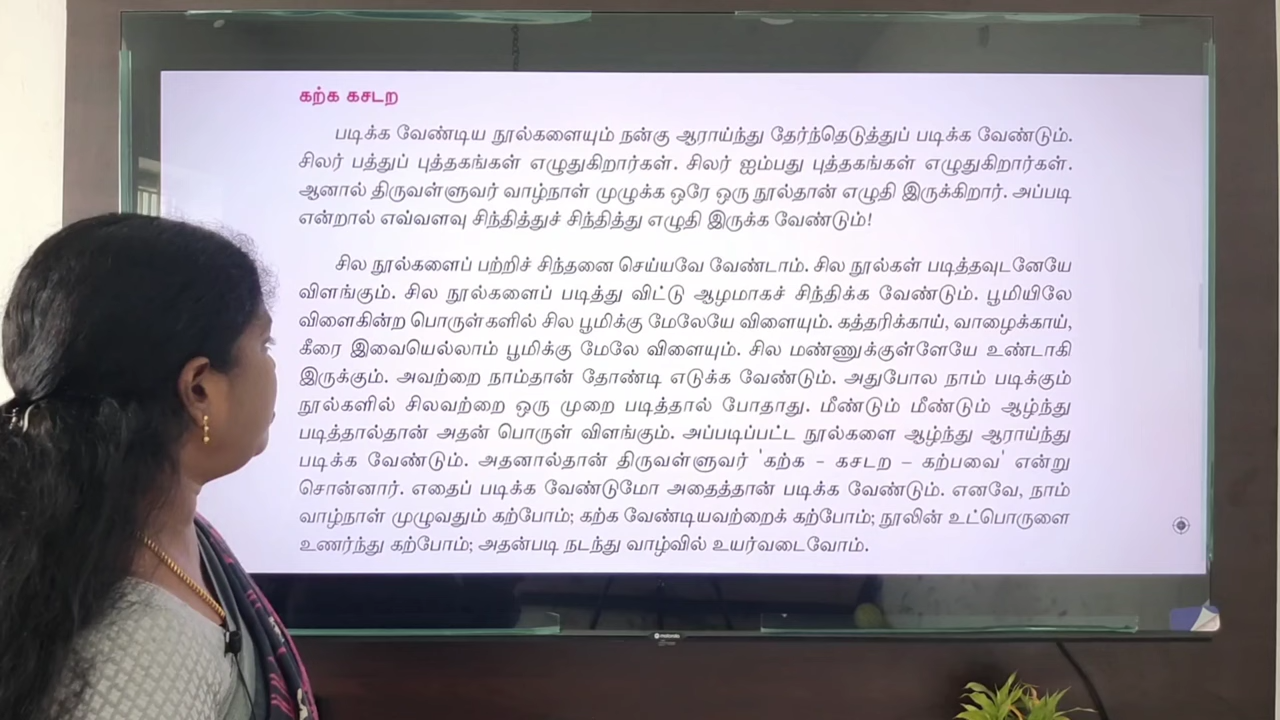 கற்க கசடற
படிக்க வேண்டிய நூல்களையும் நன்கு ஆராய்ந்து தேர்ந்தெடுத்துப் படிக்க வேண்டும்.
சிலர் பத்துப் புத்தகங்கள் எழுதுகிறார்கள். சிலர் ஐம்பது புத்தகங்கள் எழுதுகிறார்கள்.
ஆனால் திருவள்ளுவர் வாழ்நாள் முழுக்க ஒரே ஒரு நூல்தான் எழுதி இருக்கிறார். அப்படி
என்றால் எவ்வளவு சிந்தித்துச் சிந்தித்து எழுதி இருக்க வேண்டும்!
சில நூல்களைப் பற்றிச் சிந்தனை செய்யவே வேண்டாம். சில நூல்கள் படித்தவுடனேயே
விளங்கும். சில நூல்களைப் படித்து விட்டு ஆழமாகச் சிந்திக்க வேண்டும். பூமியிலே
விளைகின்ற பொருள்களில் சில பூமிக்கு மேலேயே விளையும். கத்தரிக்காய், வாழைக்காய்,
கீரை இவையெல்லாம் பூமிக்கு மேலே விளையும். சில மண்ணுக்குள்ளேயே உண்டாகி
இருக்கும். அவற்றை நாம்தான் தோண்டி எடுக்க வேண்டும். அதுபோல நாம் படிக்கும்
நூல்களில் சிலவற்றை ஒரு முறை படித்தால் போதாது. மீண்டும் மீண்டும் ஆழ்ந்து
படித்தால்தான் அதன் பொருள் விளங்கும். அப்படிப்பட்ட நூல்களை ஆழ்ந்து ஆராய்ந்து
படிக்க வேண்டும். அதனால்தான் திருவள்ளுவர் 'கற்க – கசடற – கற்பவை' என்று
சொன்னார். எதைப் படிக்க வேண்டுமோ அதைத்தான் படிக்க வேண்டும். எனவே, நாம்
வாழ்நாள் முழுவதும் கற்போம்; கற்க வேண்டியவற்றைக் கற்போம்; நூலின் உட்பொருளை
உணர்ந்து கற்போம்; அதன்படி நடந்து வாழ்வில் உயர்வடைவோம்.
motorola